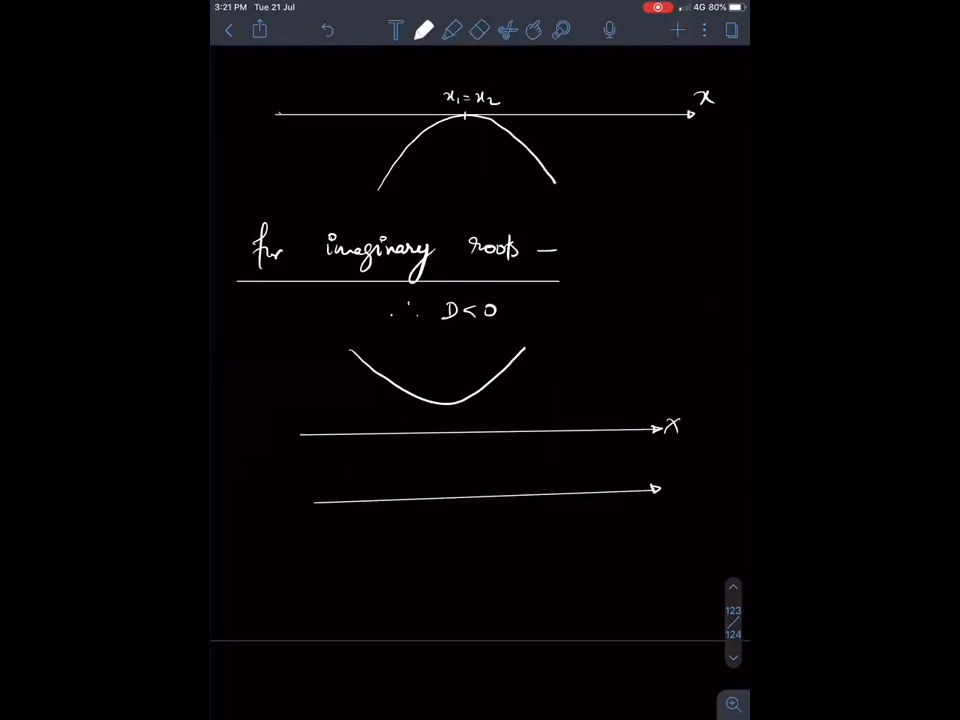 3:21 PM Tue 21 Jul 4G 80%
T
x₁ = x₂ x
for imaginary roots —
∴ D < 0
x
123
124